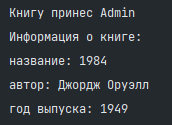 Книгу принес Admin
Информация о книге:
название: 1984
автор: Джордж Оруэлл
год выпуска: 1949